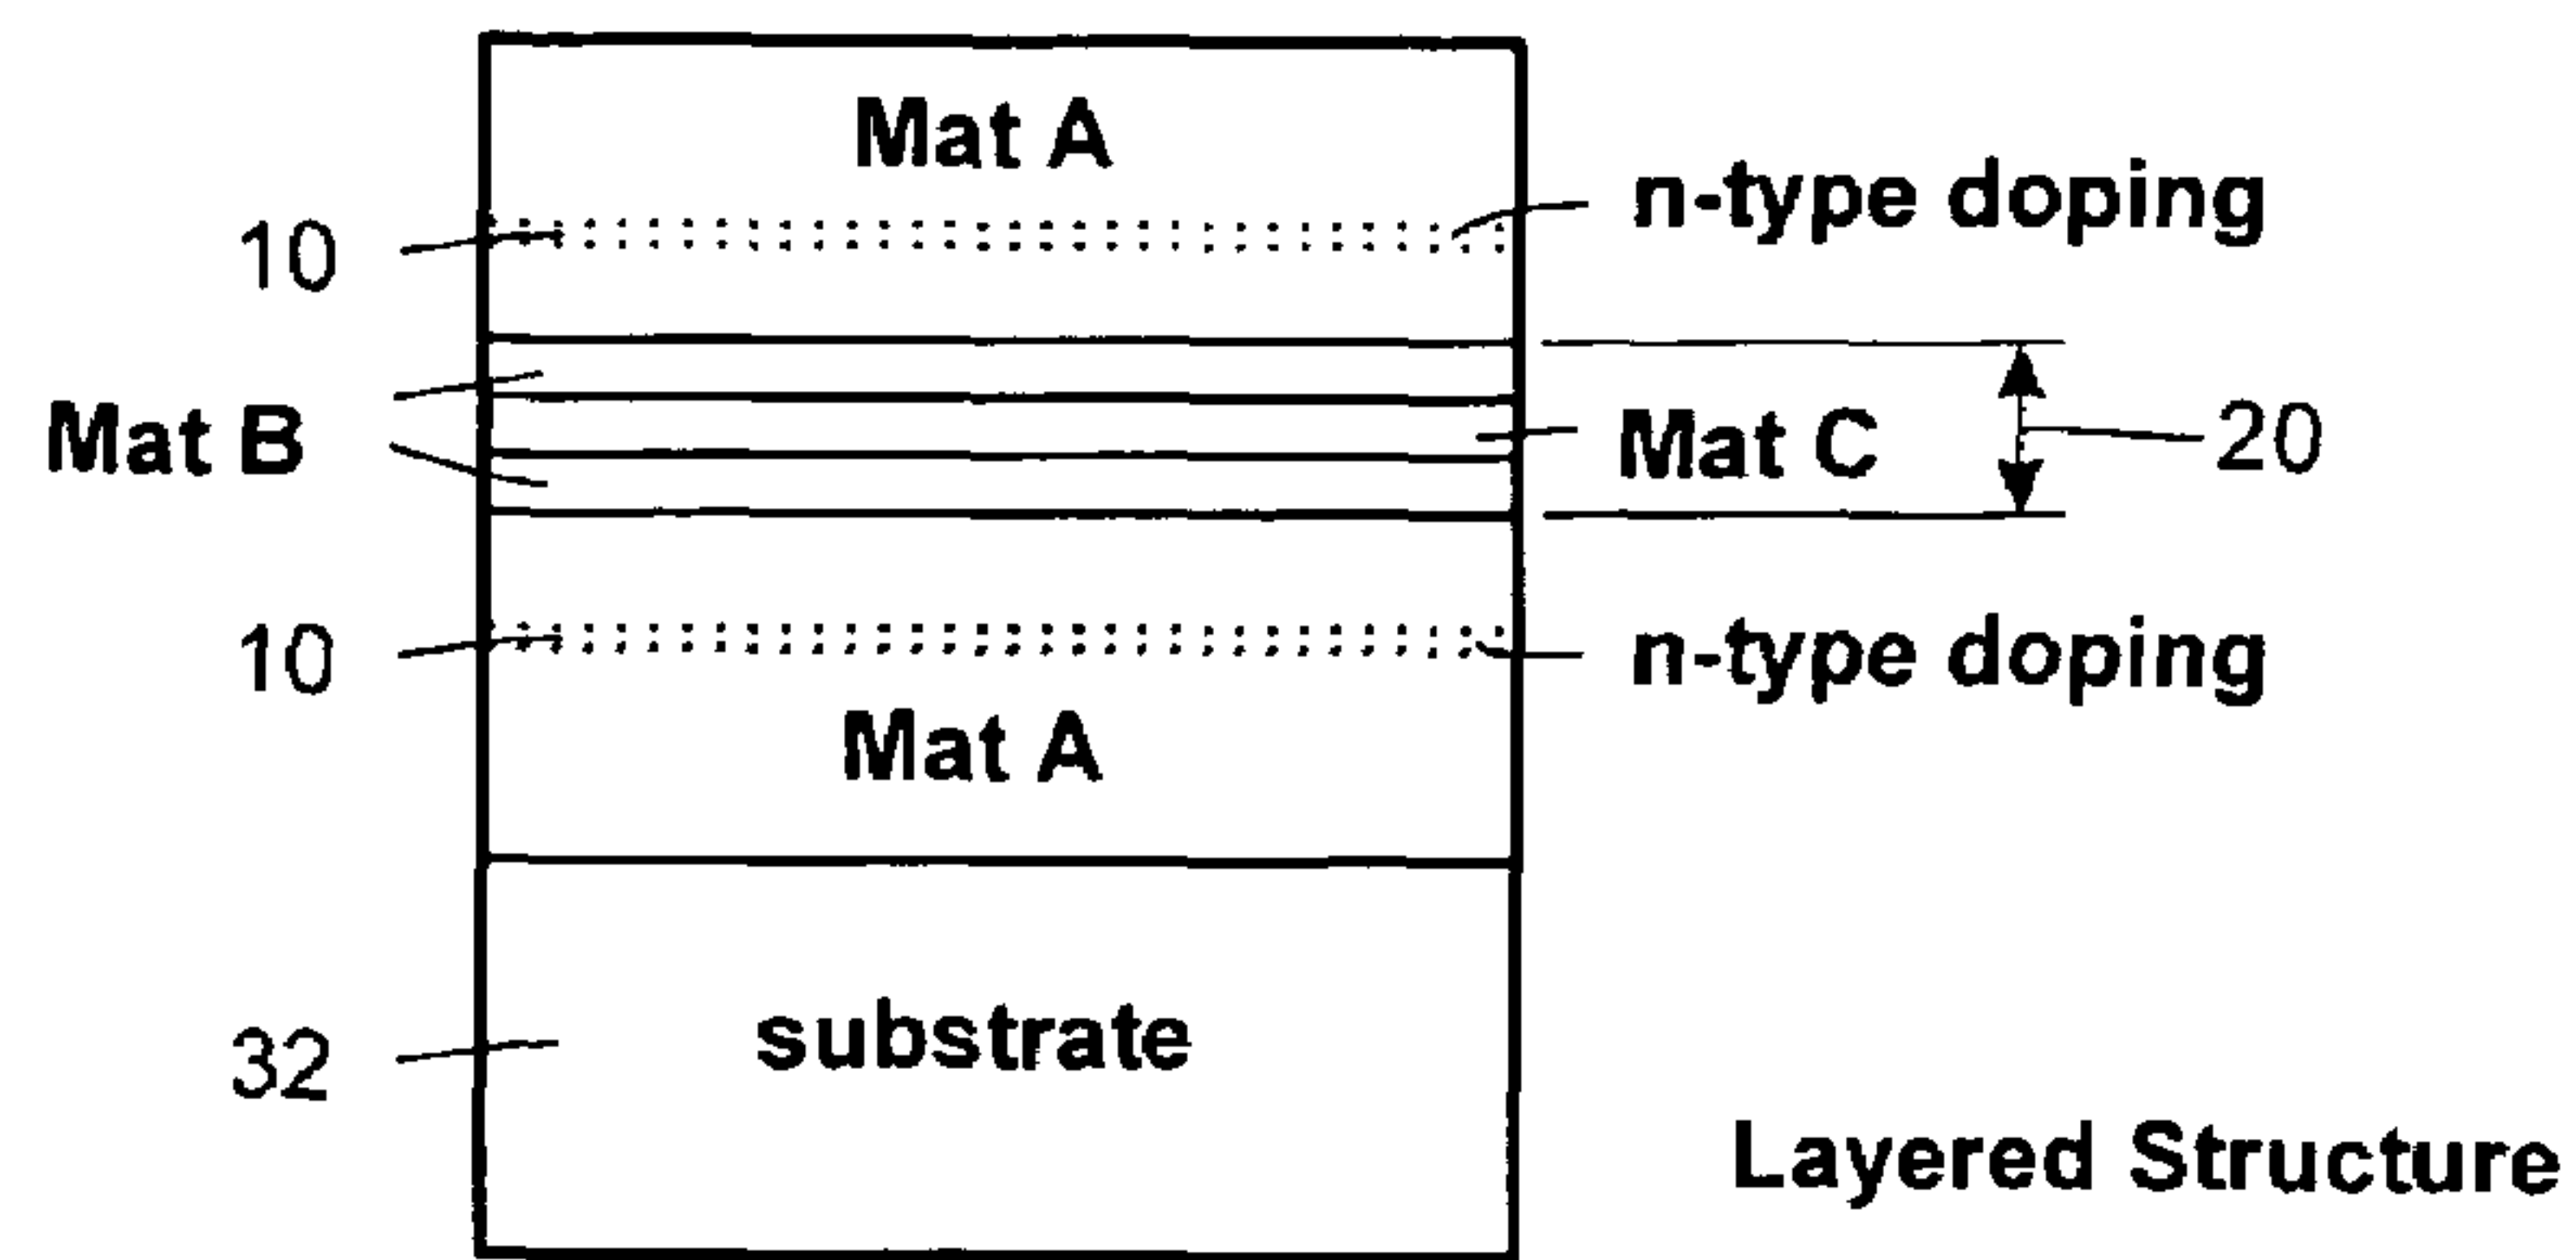 Mat A
n-type doping
10
Mat B
Mat C
20
10
n-type doping
Mat A
32
substrate
Layered Structure